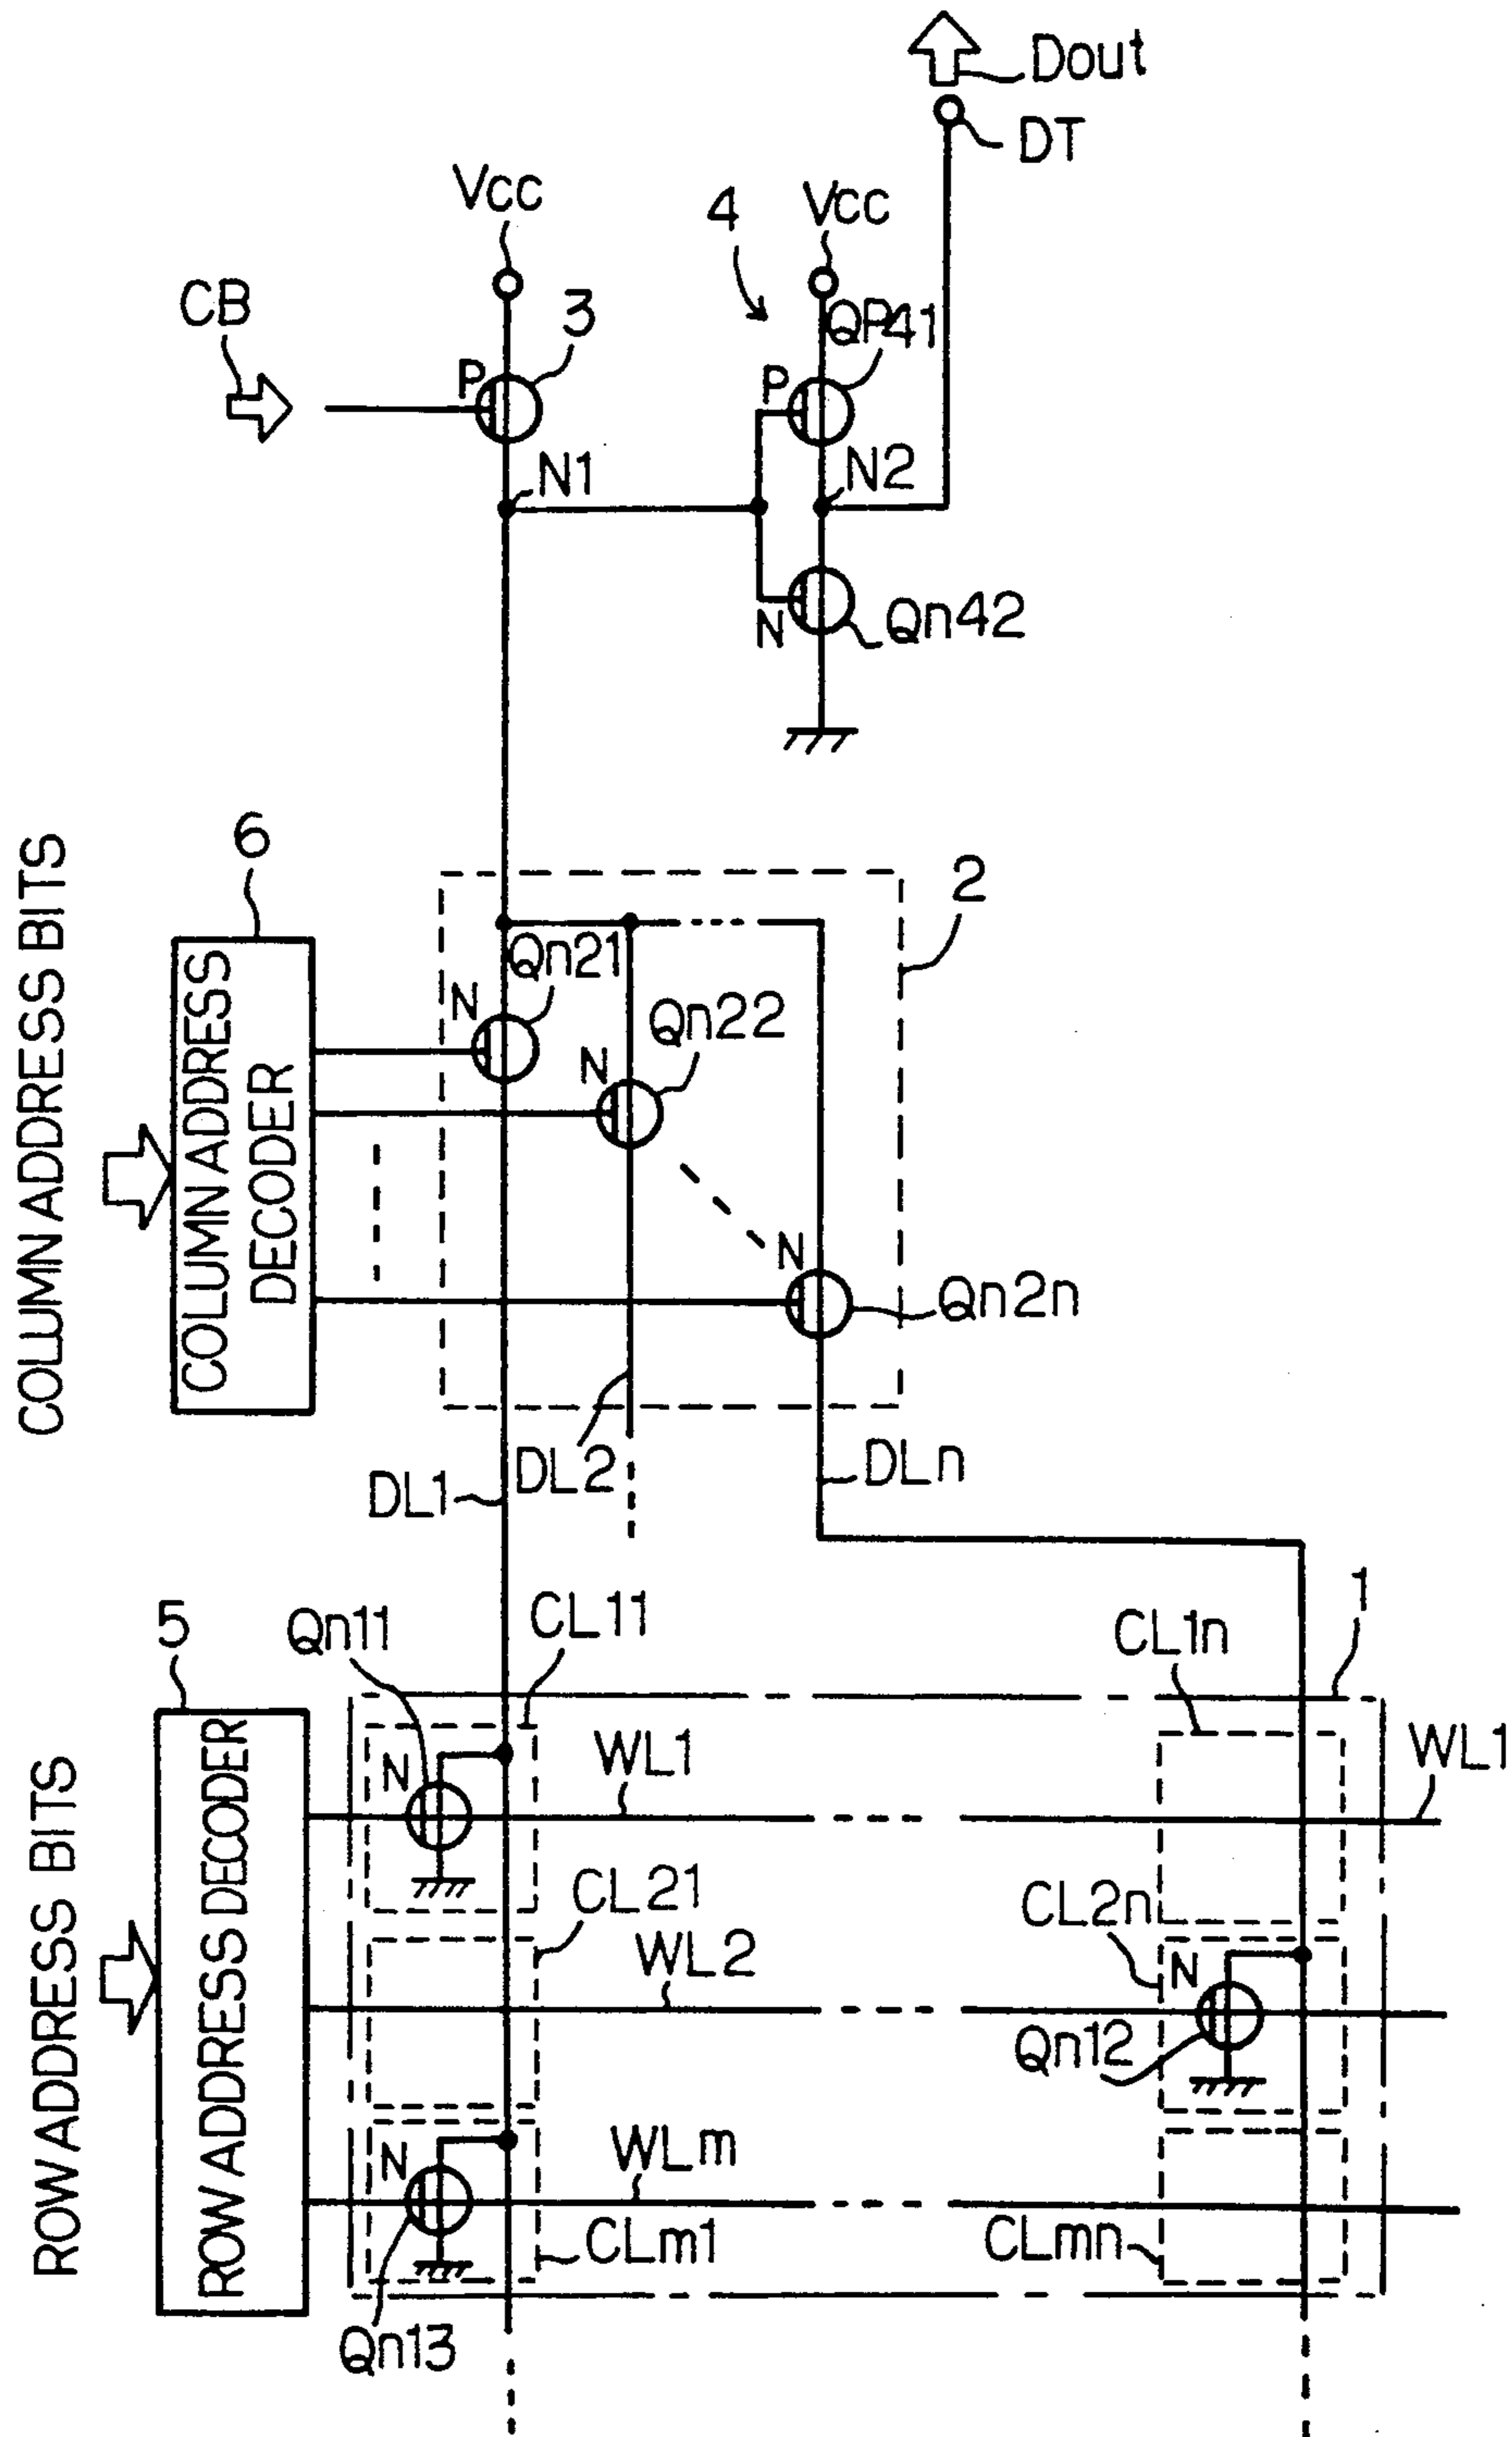 Dout
DT
Vcc
4
Vcc
CB
3
QP41
P
P
N1
N2
N
Qn42
COLUMN ADDRESS BITS
6
COLUMN ADDRESS
DECODER
2
Qn21
N
Qn22
N
N
Qn2n
DL1
DL2
DLn
ROW ADDRESS BITS
5
ROW ADDRESS DECODER
Qn11
CL11
CL1n
1
N
WL1
WL1
CL21
CL2n
WL2
N
Qn12
N
WLm
CLm1
CLmn
Qn13